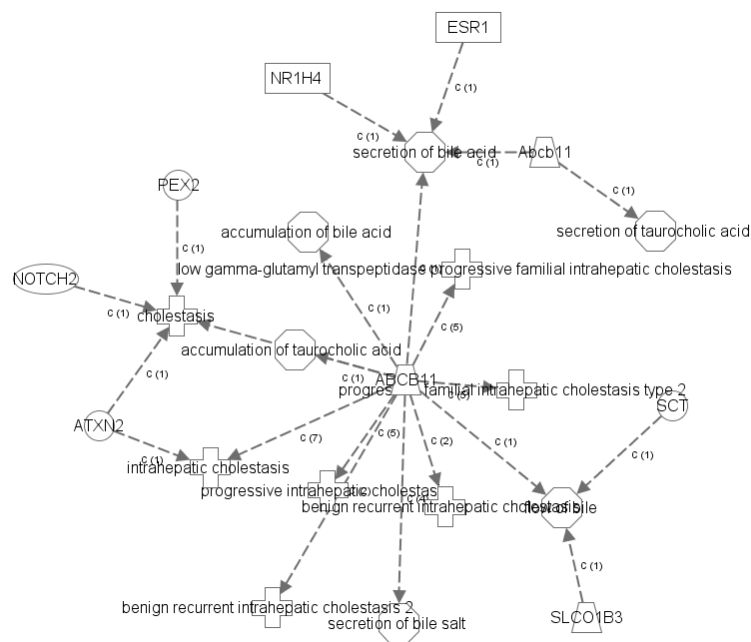 ESR1
NR1H4
C (1)
C (1)
secretion of bile acid
C (1)
Abcb11
PEX2
C (1)
accumulation of bile acid
secretion of taurocholic acid
C (1)
low gamma-glutamyl transpeptidase progressive familial intrahepatic cholestasis
NOTCH2
C (1)
C (1)
cholestasis
C (5)
accumulation of taurocholic acid
C (1)
C (1)
ABCB11
progres familial intrahepatic cholestasis type 2
SCT
ATXN2
C (7)
C (5)
C (2)
C (1)
C (1)
C (1)
intrahepatic cholestasis
progressive intrahepatic cholestas
benign recurrent intrahepatic cholestasis
flow of bile
C (1)
benign recurrent intrahepatic cholestasis 2
secretion of bile salt
SLCO1B3